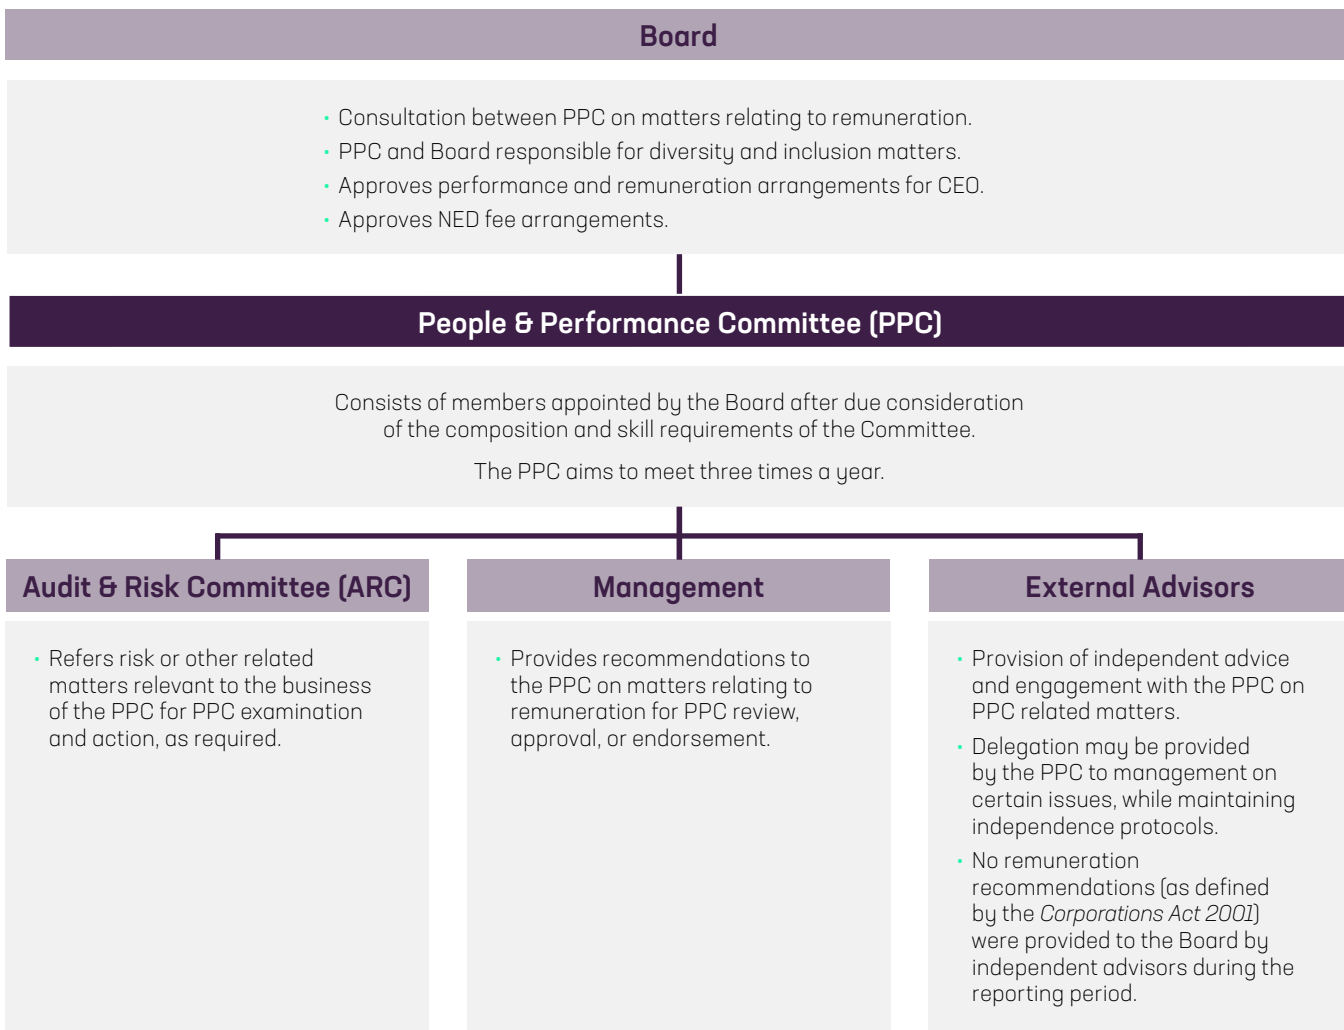 Board
• Consultation between PPC on matters relating to remuneration.
• PPC and Board responsible for diversity and inclusion matters.
• Approves performance and remuneration arrangements for CEO.
• Approves NED fee arrangements.
People & Performance Committee (PPC)
Consists of members appointed by the Board after due consideration
of the composition and skill requirements of the Committee.
The PPC aims to meet three times a year.
Audit & Risk Committee (ARC)
• Refers risk or other related
matters relevant to the business
of the PPC for PPC examination
and action, as required.
Management
• Provides recommendations to
the PPC on matters relating to
remuneration for PPC review,
approval, or endorsement.
External Advisors
• Provision of independent advice
and engagement with the PPC on
PPC related matters.
• Delegation may be provided
by the PPC to management on
certain issues, while maintaining
independence protocols.
• No remuneration
recommendations (as defined
by the Corporations Act 2001)
were provided to the Board by
independent advisors during the
reporting period.